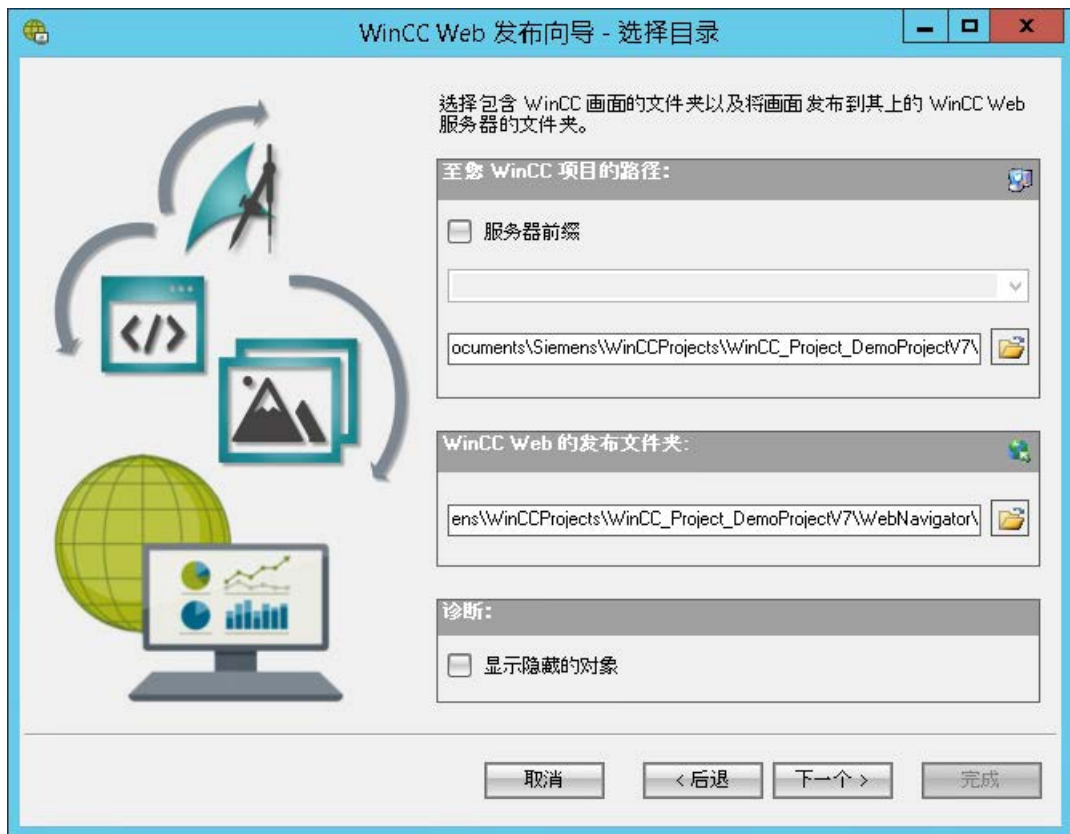 WinCC Web 发布向导 - 选择目录
选择包含 WinCC 画面的文件夹以及将画面发布到其上的 WinCC Web
服务器的文件夹。
至您 WinCC 项目的路径:
服务器前缀
ocuments\Siemens\WinCCProjects\WinCC_Project_DemoProjectV7\
WinCC Web 的发布文件夹:
ens\WinCCProjects\WinCC_Project_DemoProjectV7\WebNavigator\
诊断:
显示隐藏的对象
</>
取消
< 后退
下一个 >
完成